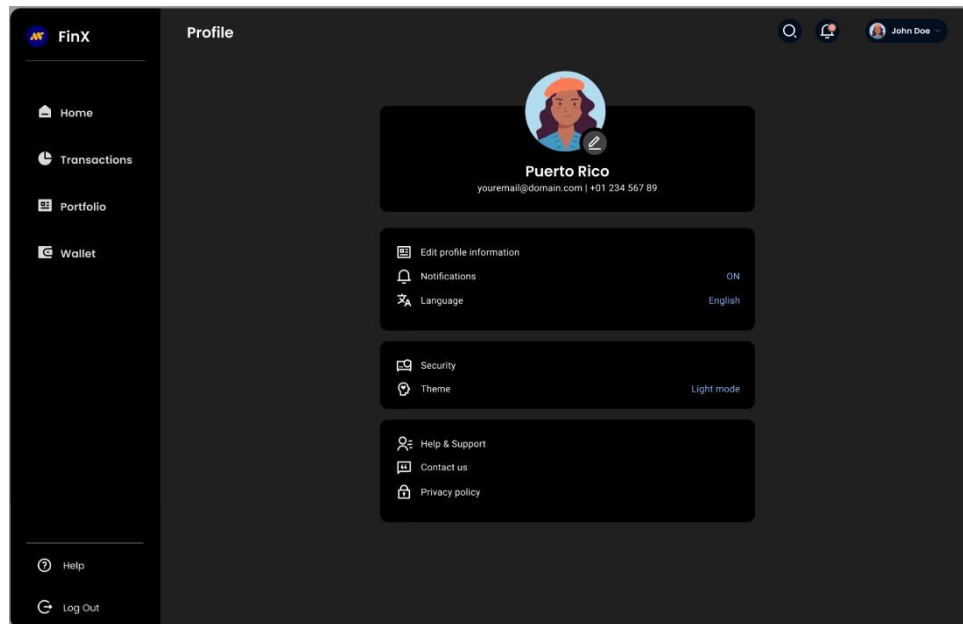 FinX
Profile
John Doe
Home
Transactions
Portfolio
Wallet
Help
Log Out
Puerto Rico
youremail@domain.com | +01 234 567 89
Edit profile information
Notifications ON
Language English
Security
Theme Light mode
Help & Support
Contact us
Privacy policy